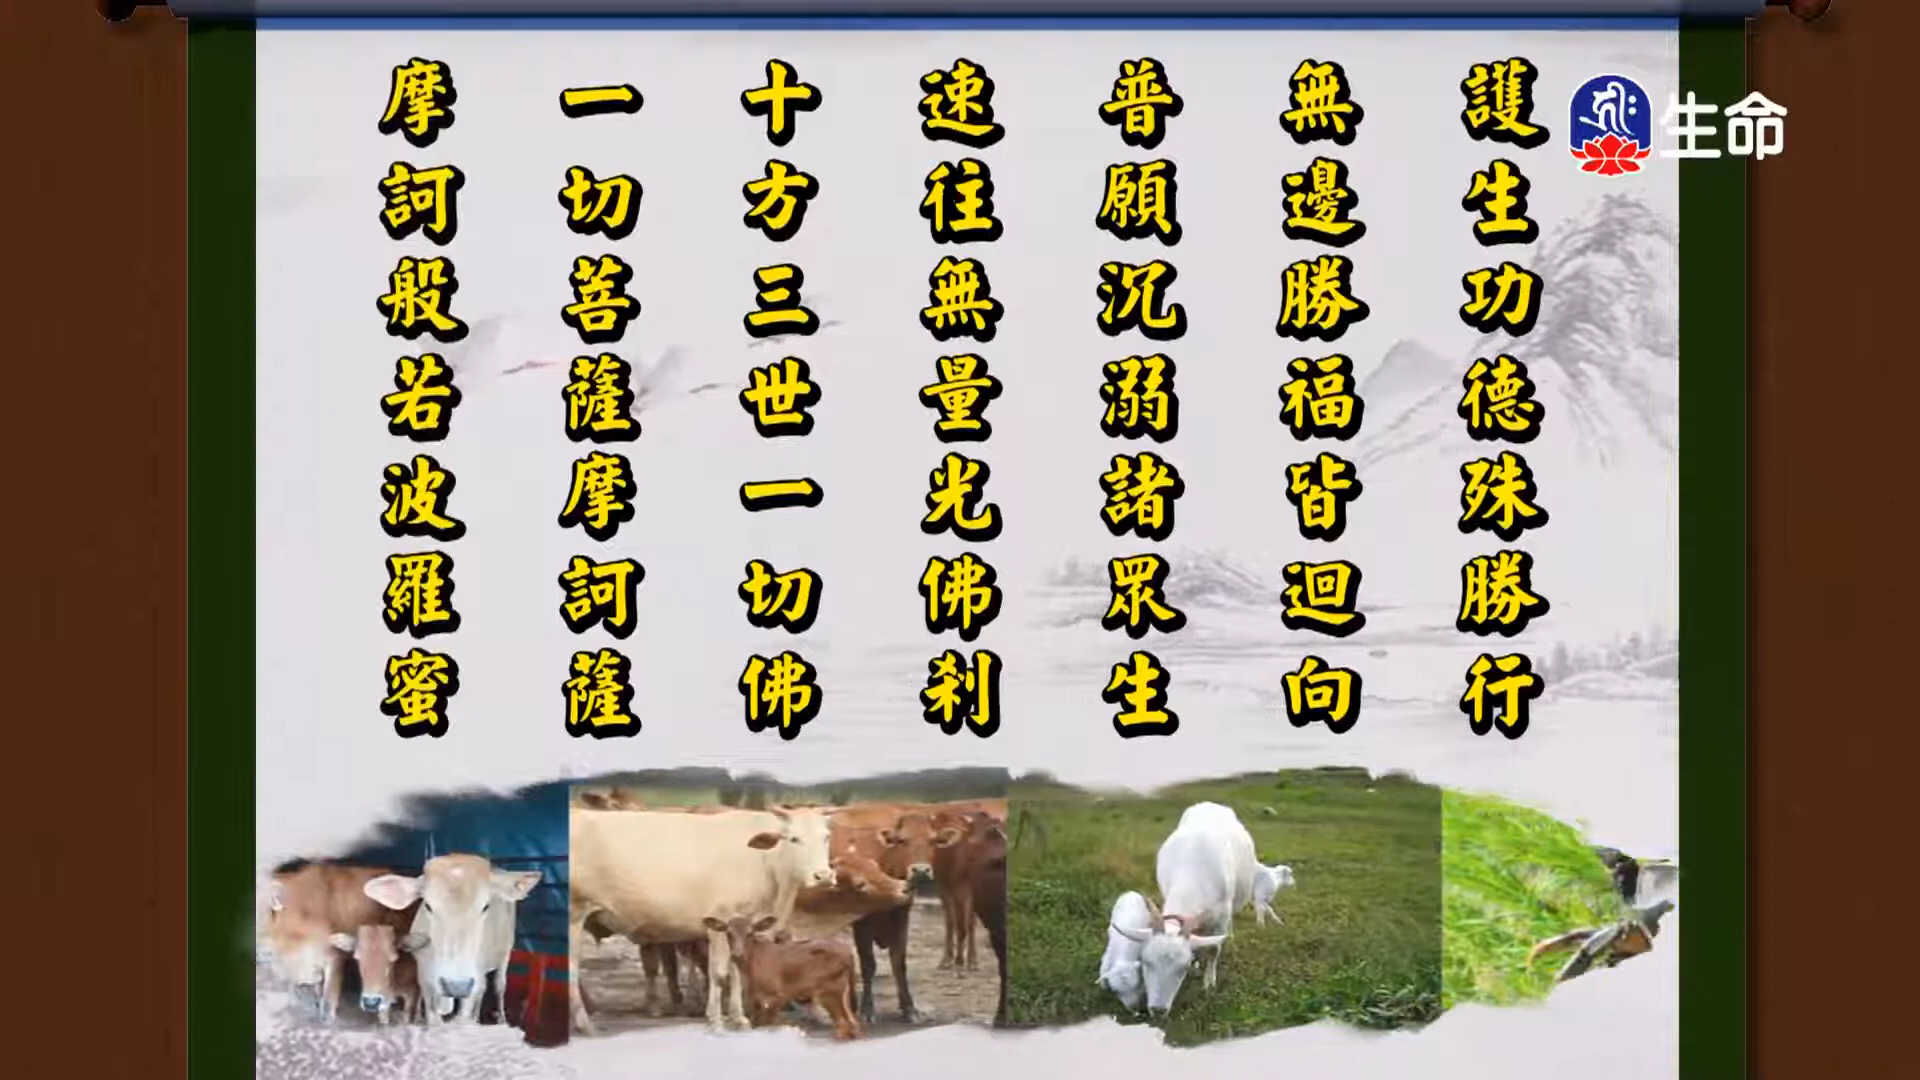 護生功德殊勝行
無邊勝福皆迴向
普願沉溺諸眾生
速往無量光佛剎
十方三世一切佛
一切菩薩摩訶薩
摩訶般若波羅蜜
生命